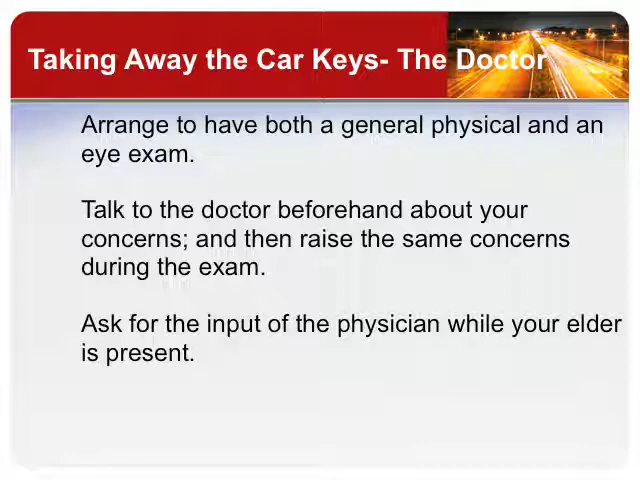 Taking Away the Car Keys- The Doctor
Arrange to have both a general physical and an
eye exam.
Talk to the doctor beforehand about your
concerns; and then raise the same concerns
during the exam.
Ask for the input of the physician while your elder
is present.